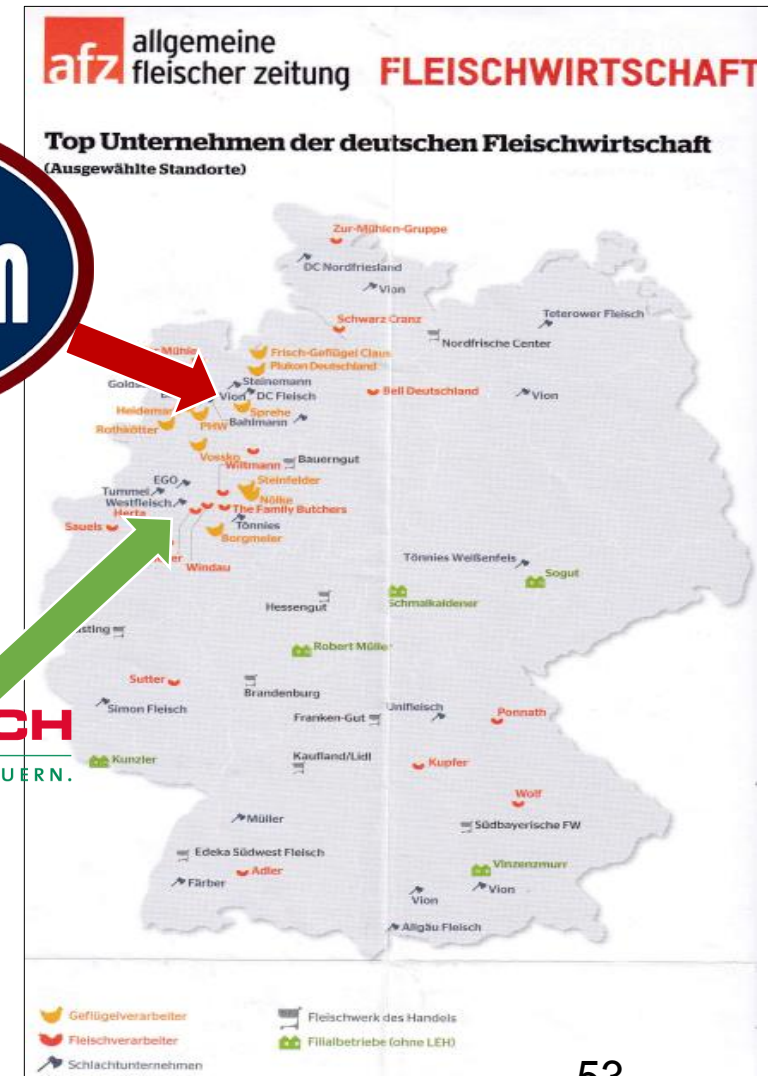 afz allgemeine
fleischer zeitung FLEISCHWIRTSCHAFT
Top Unternehmen der deutschen Fleischwirtschaft
(Ausgewählte Standorte)
Zur-Mühlen-Gruppe
DC Nordfriesland
Vion
Schwarz Cranz
Teterower Fleisch
Nordfrische Center
Frisch-Geflügel Claus
Plukon Deutschland
Steinemann
Vion DC Fleisch
Bell Deutschland
Vion
Sprehe
Rothkötter
PHW
Bahlmann
Vossko
Wiltmann
Bauerngut
EGO
Steinfelder
Tummel
Nölke
Westfleisch
The Family Butchers
Herta
Sauels
Tönnies
Borgmeier
Windau
Tönnies Weißenfels
Sogut
Schmalkaldener
Hessengut
Robert Müller
Sutter
Brandenburg
Simon Fleisch
Franken-Gut
Unifleisch
Ponnath
CH
UERN.
Kunzler
Kaufland/Lidl
Kupfer
Wolf
Müller
Südbayerische FW
Edeka Südwest Fleisch
Adler
Färber
Vinzenzmurr
Vion
Vion
Allgäu Fleisch
Geflügelverarbeiter
Fleischwerk des Handels
Fleischverarbeiter
Filialbetriebe (ohne LEH)
Schlachtunternehmen
53